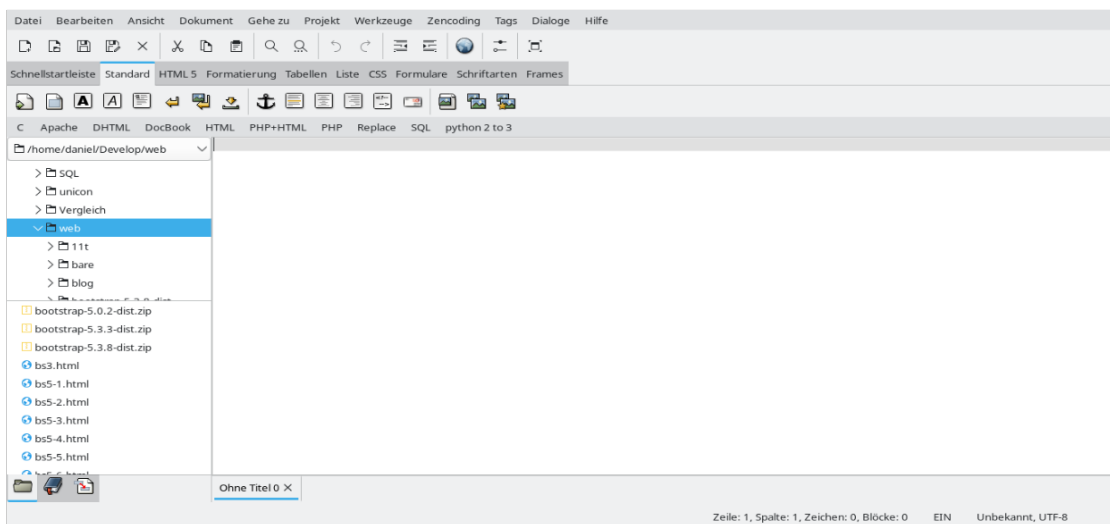 Datei Bearbeiten Ansicht Dokument Gehe zu Projekt Werkzeuge Zencoding Tags Dialoge Hilfe
Schnellstartleiste Standard HTML 5 Formatierung Tabellen Liste CSS Formulare Schriftarten Frames
C Apache DHTML DocBook HTML PHP+HTML PHP Replace SQL python 2 to 3
/home/daniel/Develop/web
SQL
unicon
Vergleich
web
11t
bare
blog
bootstrap-5.0.2-dist.zip
bootstrap-5.3.3-dist.zip
bootstrap-5.3.8-dist.zip
bs3.html
bs5-1.html
bs5-2.html
bs5-3.html
bs5-4.html
bs5-5.html
Ohne Titel 0
Zeile: 1, Spalte: 1, Zeichen: 0, Blöcke: 0 EIN Unbekannt, UTF-8